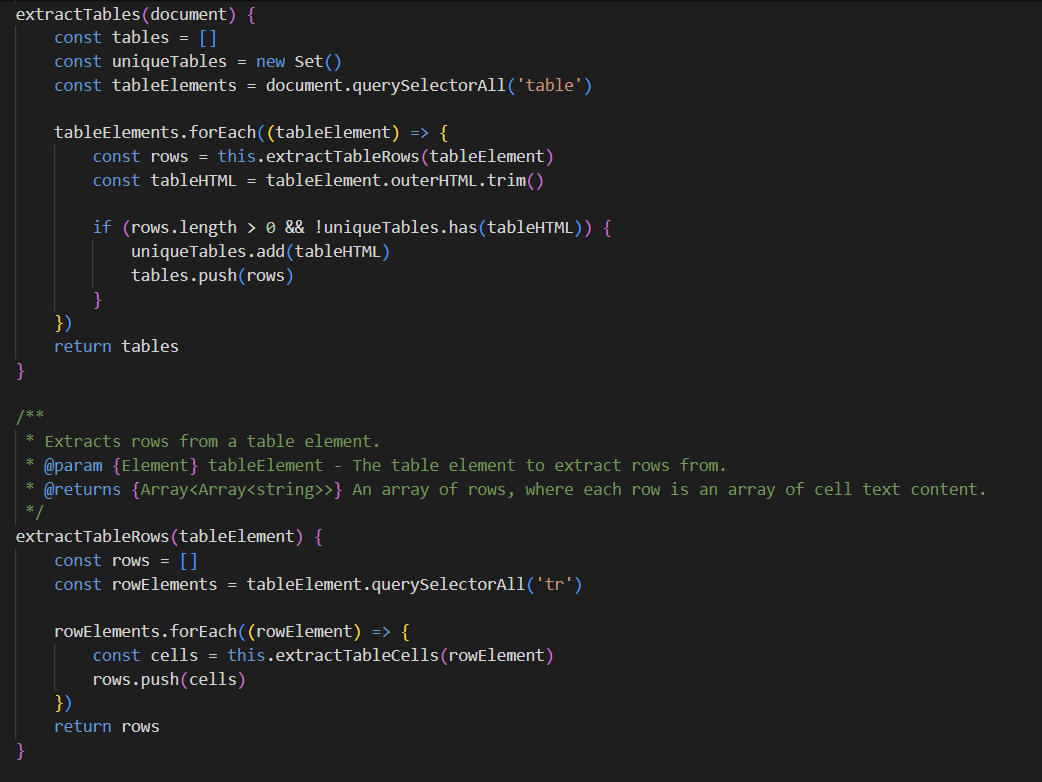 extractTables(document) {
    const tables = []
    const uniqueTables = new Set()
    const tableElements = document.querySelectorAll('table')

    tableElements.forEach((tableElement) => {
        const rows = this.extractTableRows(tableElement)
        const tableHTML = tableElement.outerHTML.trim()

        if (rows.length > 0 && !uniqueTables.has(tableHTML)) {
            uniqueTables.add(tableHTML)
            tables.push(rows)
        }
    })
    return tables
}

/**
 * Extracts rows from a table element.
 * @param {Element} tableElement - The table element to extract rows from.
 * @returns {Array<Array<string>>} An array of rows, where each row is an array of cell text content.
 */
extractTableRows(tableElement) {
    const rows = []
    const rowElements = tableElement.querySelectorAll('tr')

    rowElements.forEach((rowElement) => {
        const cells = this.extractTableCells(rowElement)
        rows.push(cells)
    })
    return rows
}